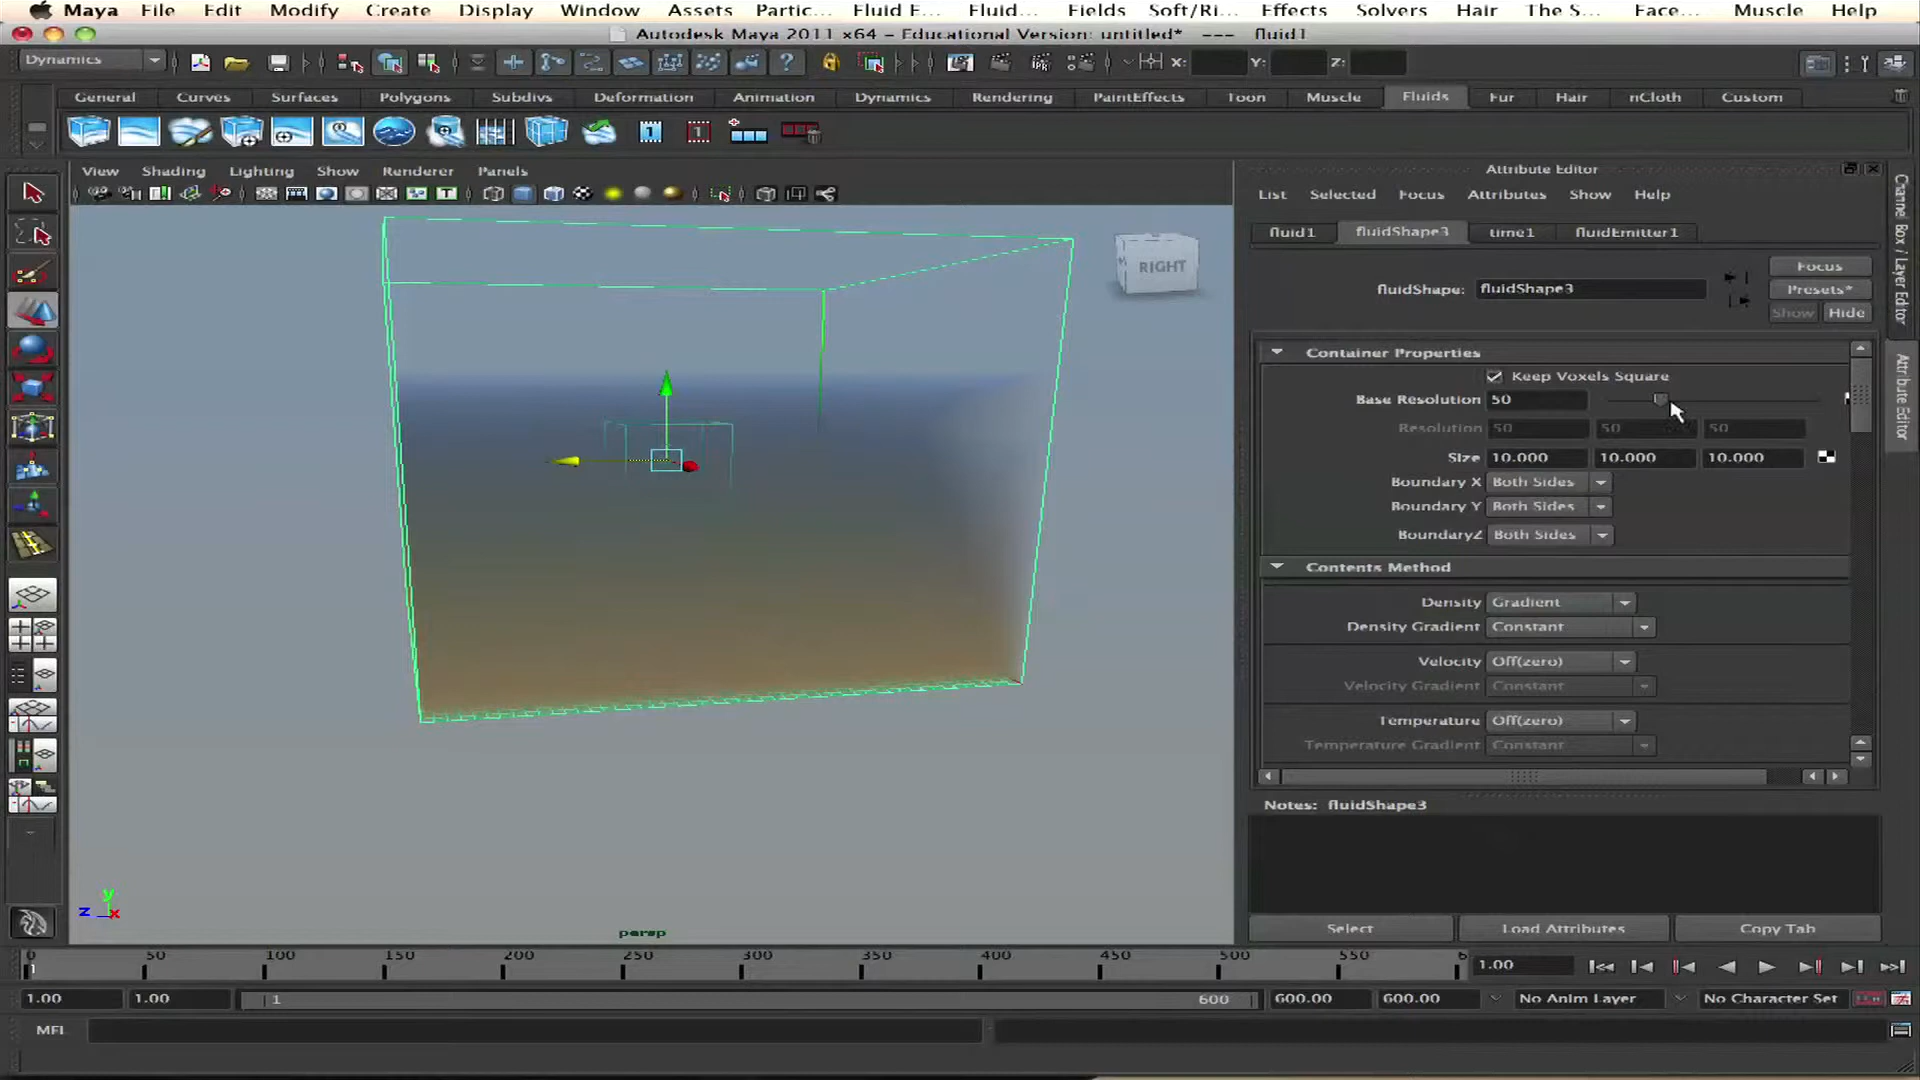 Maya File Edit Modify Create Display Window Assets Partic... Fluid E... Fluid... Fields Soft/Ri... Effects Solvers Hair The S... Face... Muscle Help
Autodesk Maya 2011 x64 – Educational Version: untitled* --- fluid1
Dynamics X: Y: Z:
General Curves Surfaces Polygons Subdivs Deformation Animation Dynamics Rendering PaintEffects Toon Muscle Fluids Fur Hair nCloth Custom
View Shading Lighting Show Renderer Panels
RIGHT
persp
y
z x
Attribute Editor
List Selected Focus Attributes Show Help
fluid1 fluidShape3 time1 fluidEmitter1
Focus
fluidShape: fluidShape3 Presets*
Show Hide
Container Properties
Keep Voxels Square
Base Resolution 50
Resolution 50 50 50
Size 10.000 10.000 10.000
Boundary X Both Sides
Boundary Y Both Sides
BoundaryZ Both Sides
Contents Method
Density Gradient
Density Gradient Constant
Velocity Off(zero)
Velocity Gradient Constant
Temperature Off(zero)
Temperature Gradient Constant
Notes: fluidShape3
Select Load Attributes Copy Tab
Channel Box / Layer Editor
Attribute Editor
0 50 100 150 200 250 300 350 400 450 500 550 6
1 1.00
1.00 1.00 1 600 600.00 600.00 No Anim Layer No Character Set
MEL